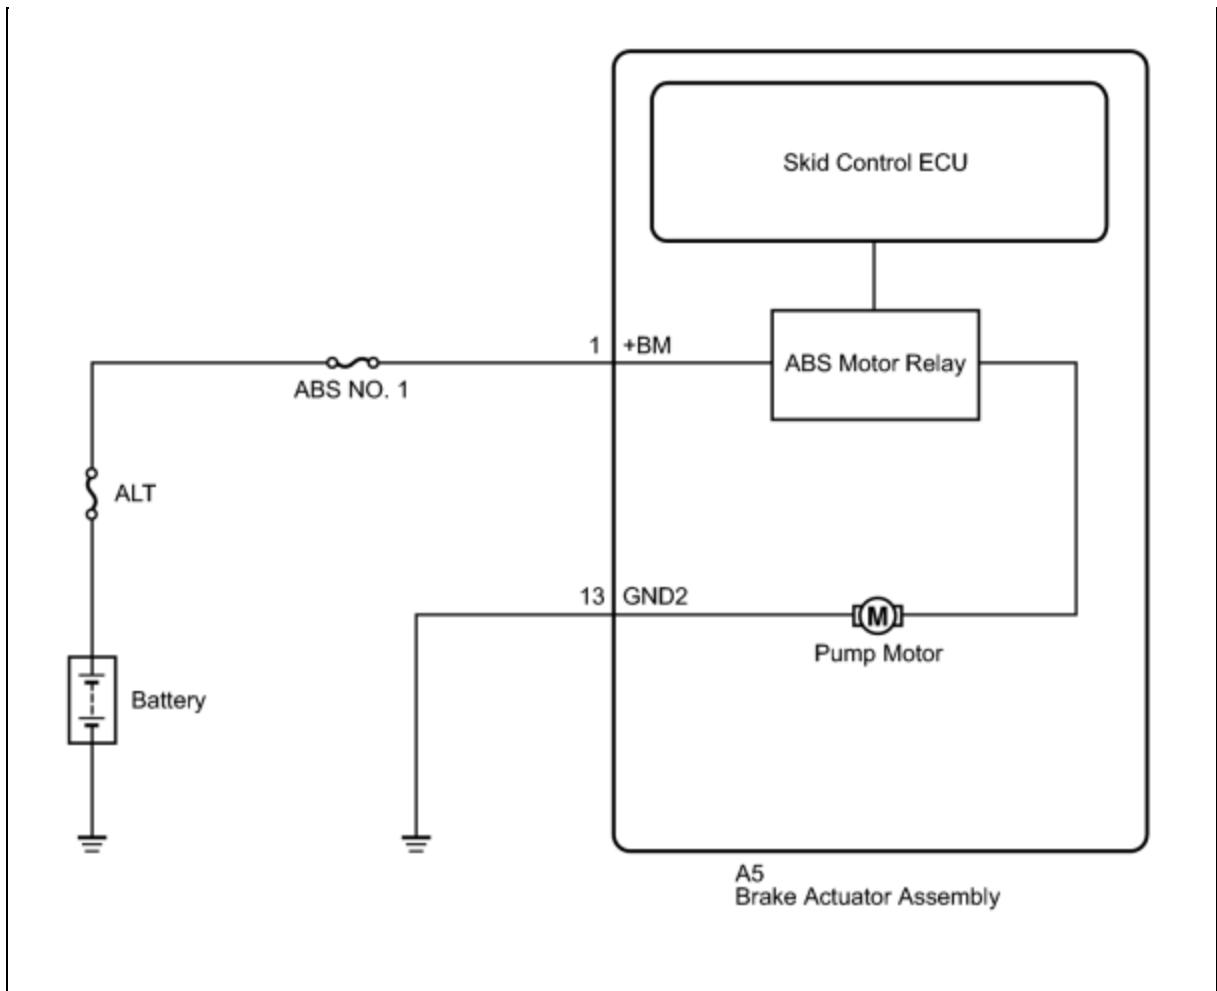 Skid Control ECU
1 +BM
ABS Motor Relay
ABS NO. 1
ALT
13 GND2
M
Pump Motor
Battery
A5
Brake Actuator Assembly